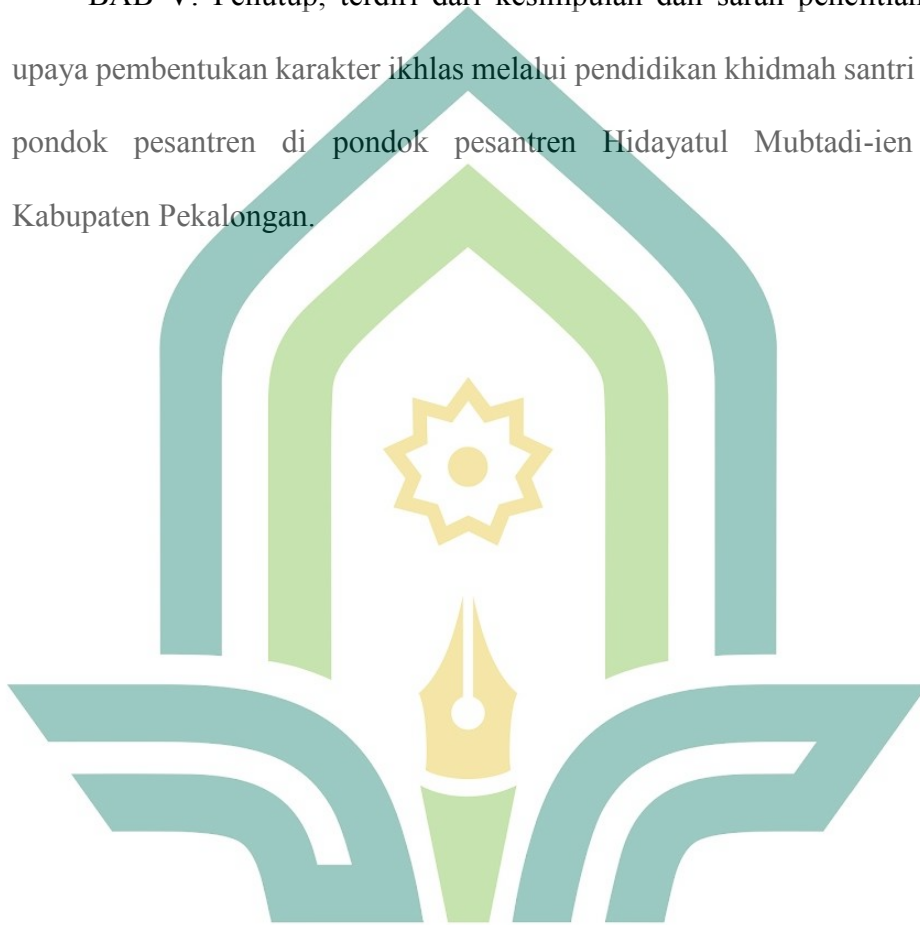 BAB V: Penutup, terdiri dari kesimpulan dan saran penelitian
upaya pembentukan karakter ikhlas melalui pendidikan khidmah santri
pondok pesantren di pondok pesantren Hidayatul Mubtadi-ien
Kabupaten Pekalongan.